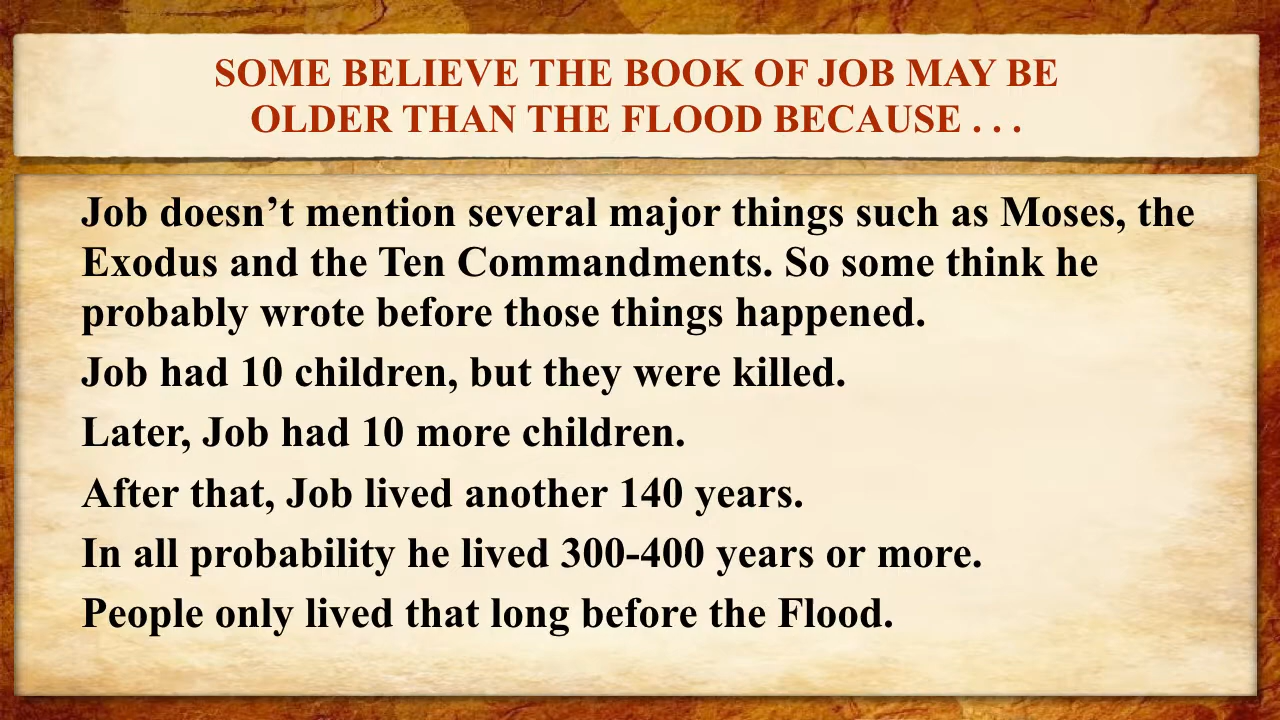 SOME BELIEVE THE BOOK OF JOB MAY BE
OLDER THAN THE FLOOD BECAUSE . . .
Job doesn’t mention several major things such as Moses, the
Exodus and the Ten Commandments. So some think he
probably wrote before those things happened.
Job had 10 children, but they were killed.
Later, Job had 10 more children.
After that, Job lived another 140 years.
In all probability he lived 300-400 years or more.
People only lived that long before the Flood.